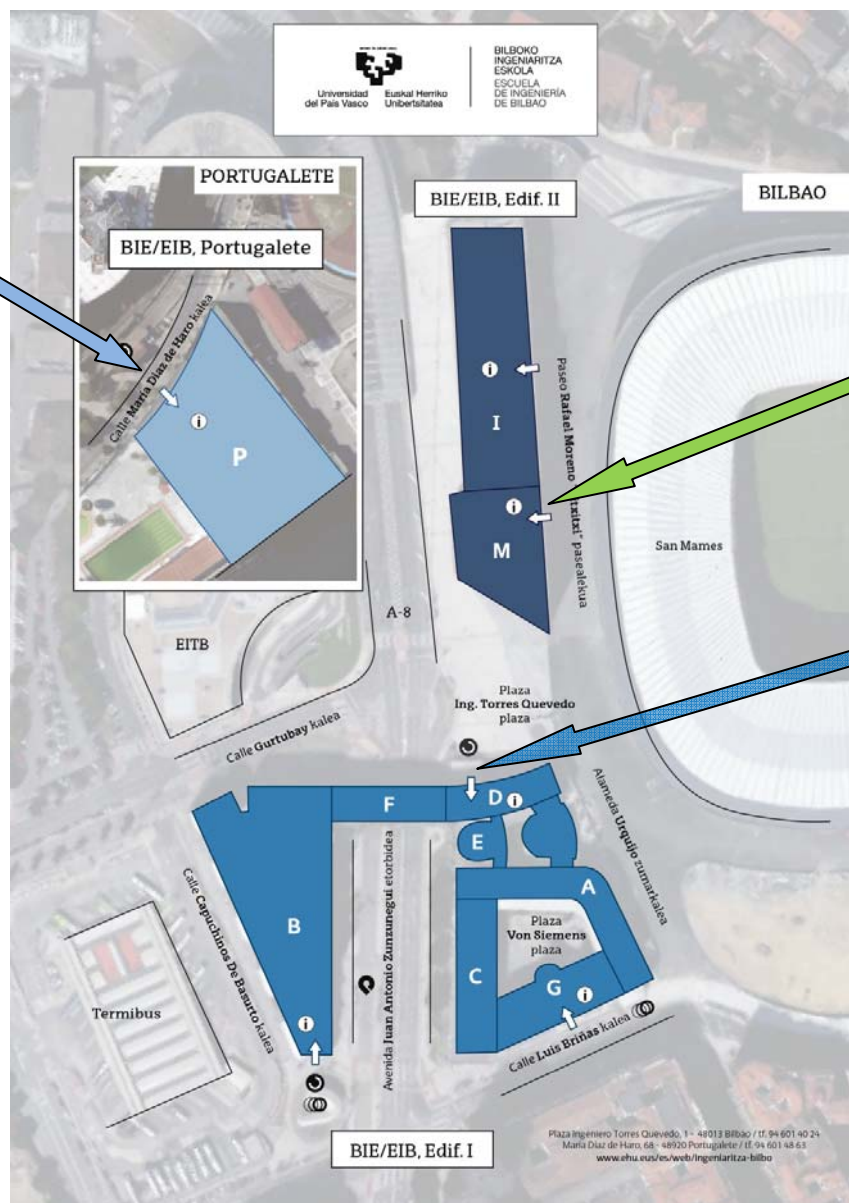 Universidad
del País Vasco
Euskal Herriko
Unibertsitatea
BILBOKO
INGENIARITZA
ESKOLA
ESCUELA
DE INGENIERÍA
DE BILBAO
PORTUGALETE
BIE/EIB, Portugalete
Calle María Díaz de Haro kalea
i
P
BIE/EIB, Edif. II
BILBAO
i
I
i
M
Paseo Rafael Moreno txitxi" pasealekua
San Mames
A-8
EITB
Calle Gurtubay kalea
Plaza
Ing. Torres Quevedo
plaza
F
D i
E
A
B
C
Plaza
Von Siemens
plaza
G i
i
Alameda Urquijo zumarkalea
Avenida Juan Antonio Zunzunegui etorbidea
Calle Capuchinos De Basurto kalea
Calle Luis Briñas kalea
Termibus
BIE/EIB, Edif. I
Plaza Ingeniero Torres Quevedo, 1 - 48013 Bilbao / tf. 94 601 40 24
María Díaz de Haro, 68 - 48920 Portugalete / tf. 94 601 48 63
www.ehu.eus/es/web/ingeniaritza-bilbo